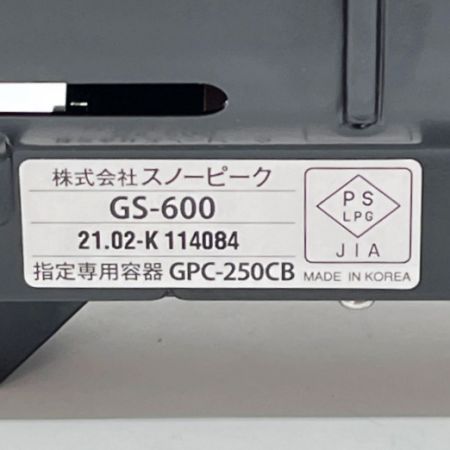 株式会社スノーピーク
GS-600
21.02-K 114084
指定専用容器 GPC-250CB
PS
LPG
JIA
MADE IN KOREA